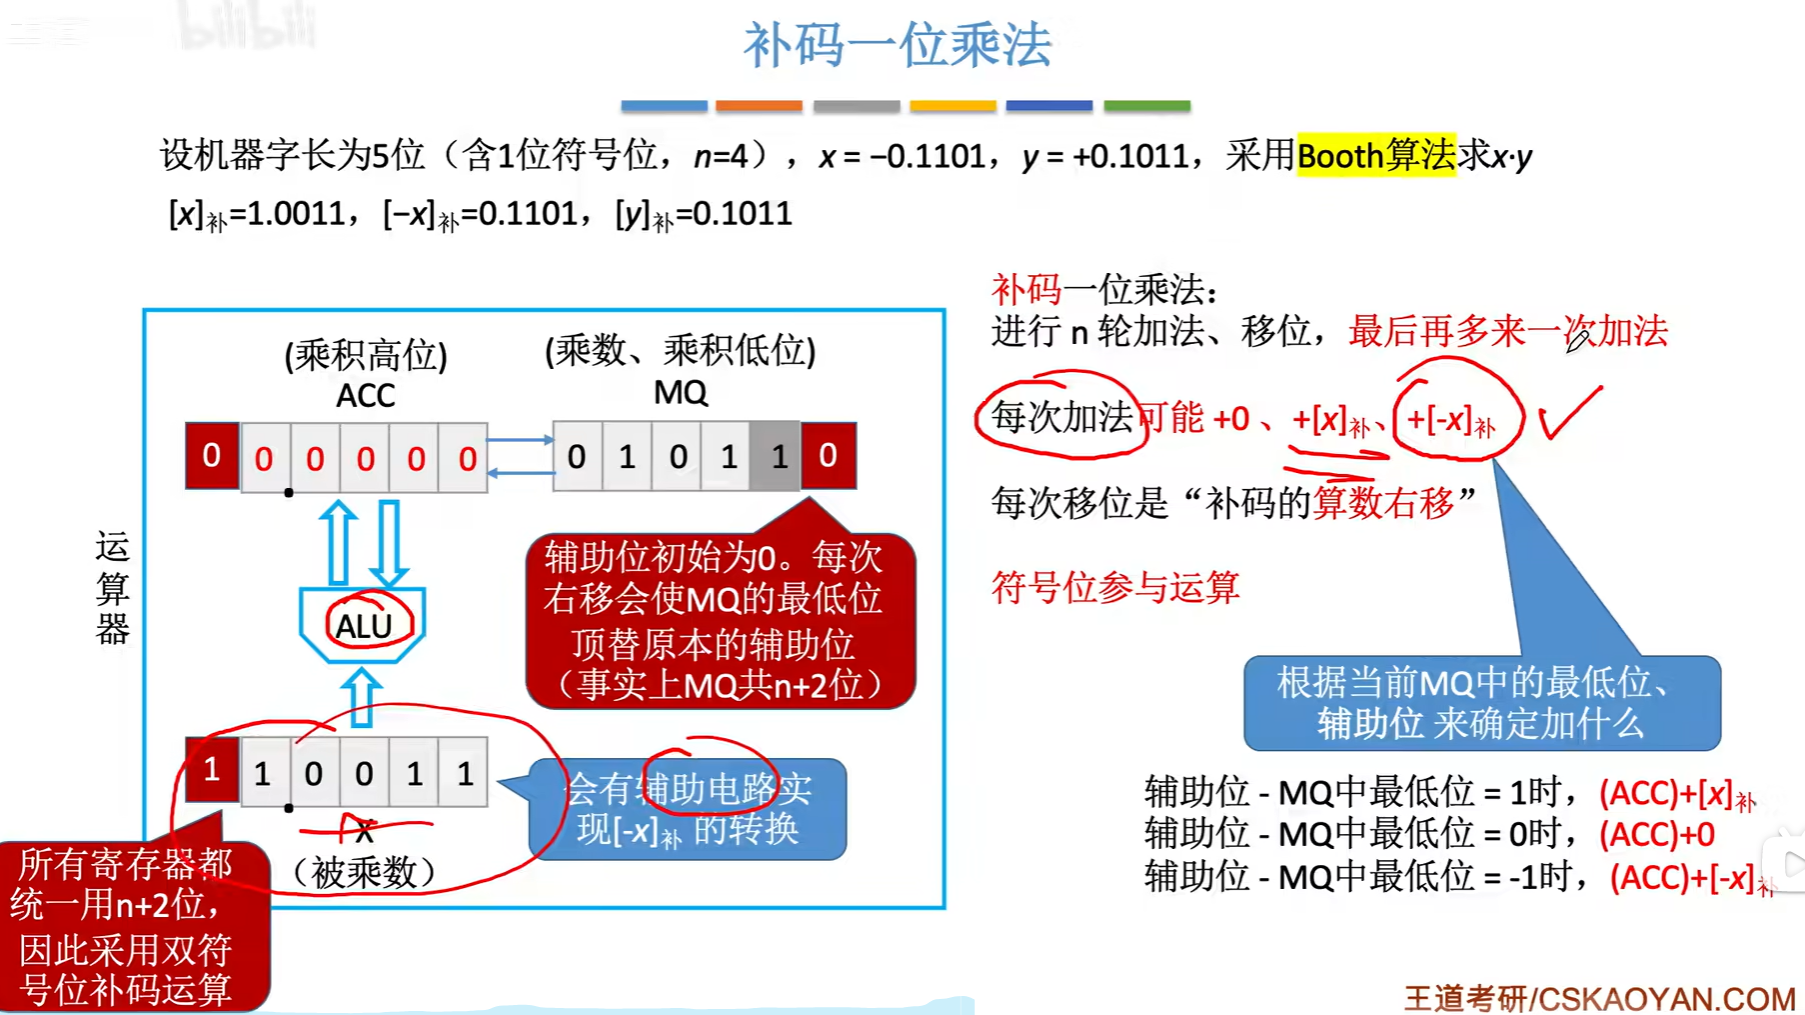 bilibili
补码一位乘法
设机器字长为5位（含1位符号位，n=4），x = −0.1101，y = +0.1011，采用Booth算法求x·y
[x]补=1.0011，[−x]补=0.1101，[y]补=0.1011
补码一位乘法：
进行 n 轮加法、移位，最后再多来一次加法
每次加法可能 +0 、+[x]补、+[-x]补
每次移位是“补码的算数右移”
符号位参与运算
根据当前MQ中的最低位、
辅助位 来确定加什么
辅助位 - MQ中最低位 = 1时，(ACC)+[x]补
辅助位 - MQ中最低位 = 0时，(ACC)+0
辅助位 - MQ中最低位 = -1时，(ACC)+[-x]补
(乘积高位)
ACC
(乘数、乘积低位)
MQ
0 0 0 0 0 0
0 1 0 1 1 0
运算器
ALU
辅助位初始为0。每次
右移会使MQ的最低位
顶替原本的辅助位
（事实上MQ共n+2位）
1 1 0 0 1 1
x
（被乘数）
会有辅助电路实
现[-x]补 的转换
所有寄存器都
统一用n+2位，
因此采用双符
号位补码运算
王道考研/CSKAOYAN.COM